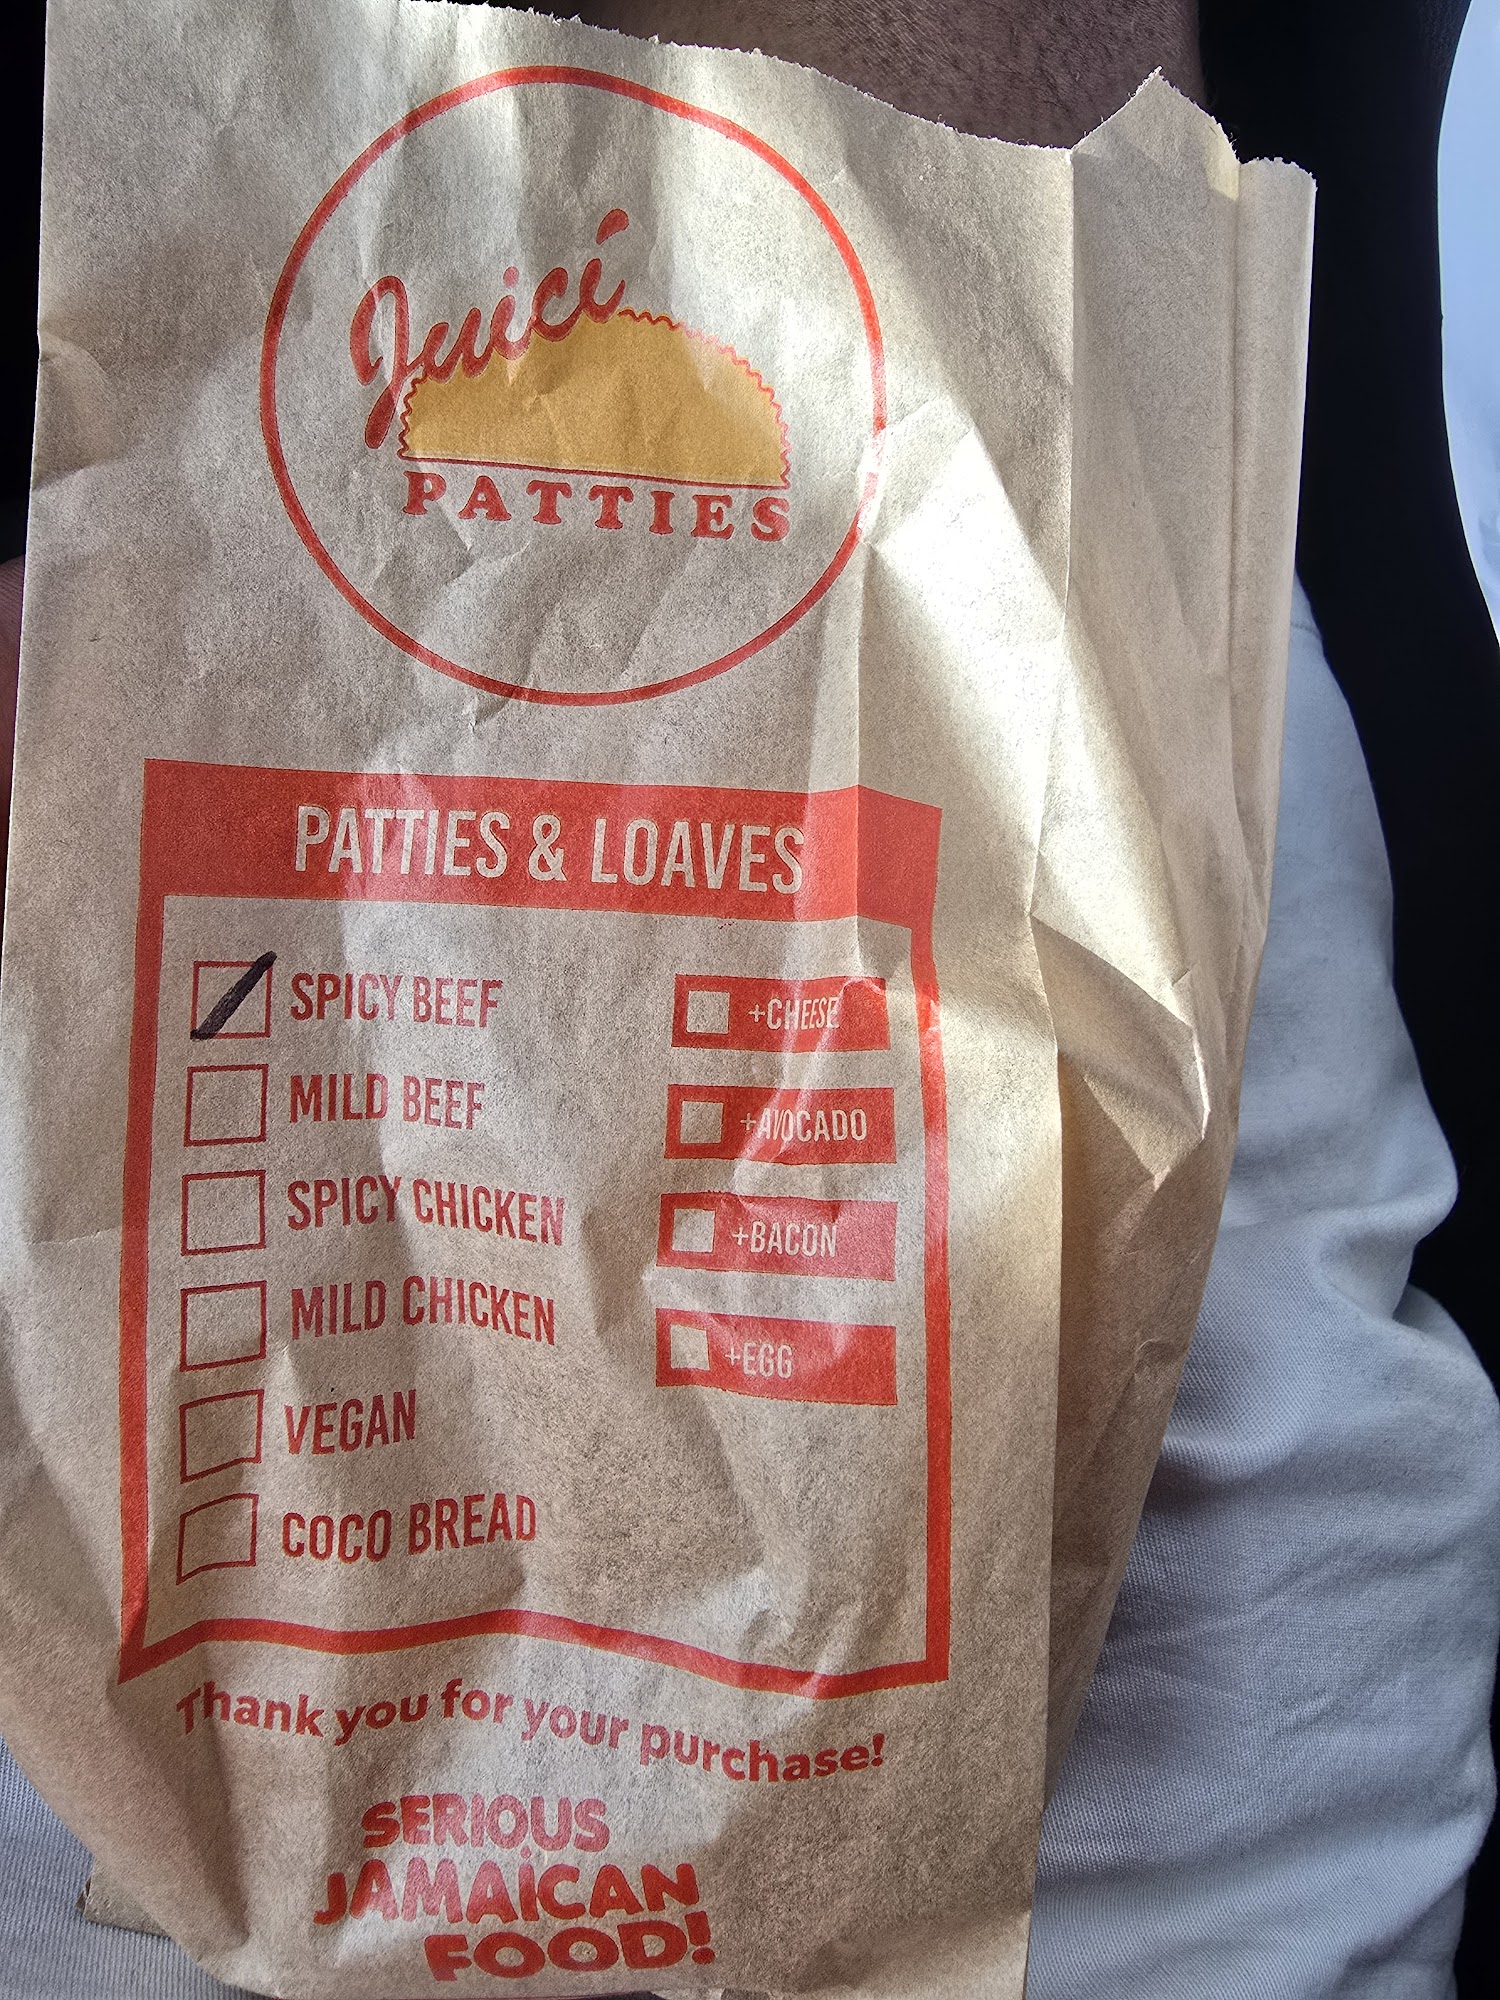 Juici
PATTIES
PATTIES & LOAVES
SPICY BEEF
MILD BEEF
SPICY CHICKEN
MILD CHICKEN
VEGAN
COCO BREAD
+CHEESE
+AVOCADO
+BACON
+EGG
Thank you for your purchase!
SERIOUS
JAMAICAN
FOOD!